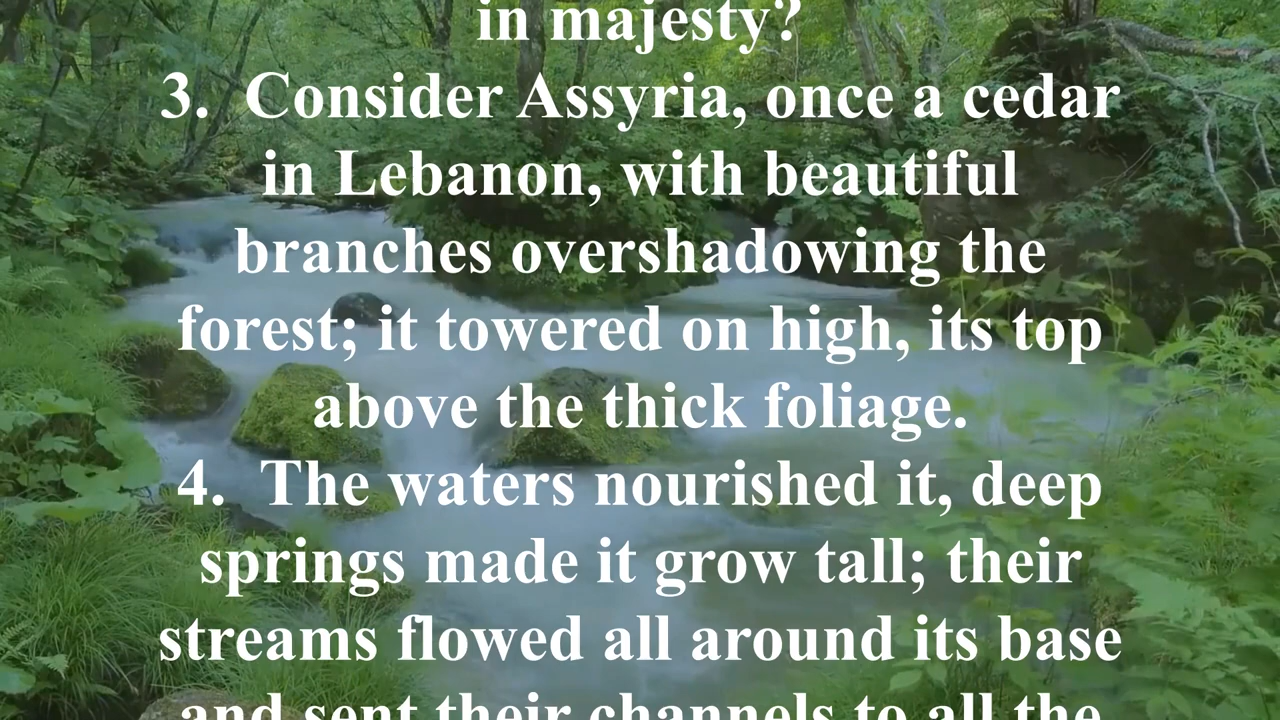 in majesty?
3. Consider Assyria, once a cedar
in Lebanon, with beautiful
branches overshadowing the
forest; it towered on high, its top
above the thick foliage.
4. The waters nourished it, deep
springs made it grow tall; their
streams flowed all around its base
and sent their channels to all the